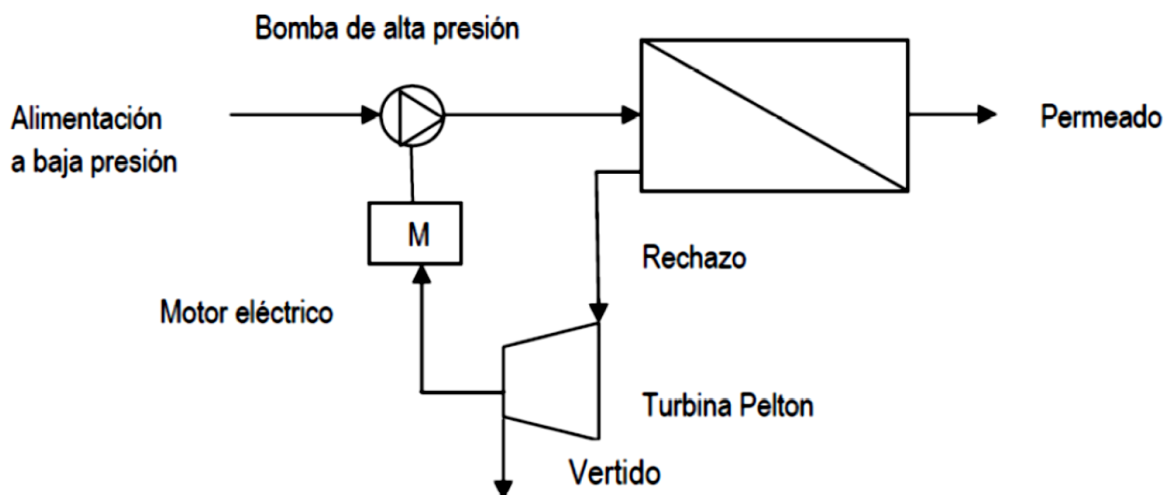 Bomba de alta presión
Alimentación
a baja presión
Permeado
M
Rechazo
Motor eléctrico
Turbina Pelton
Vertido